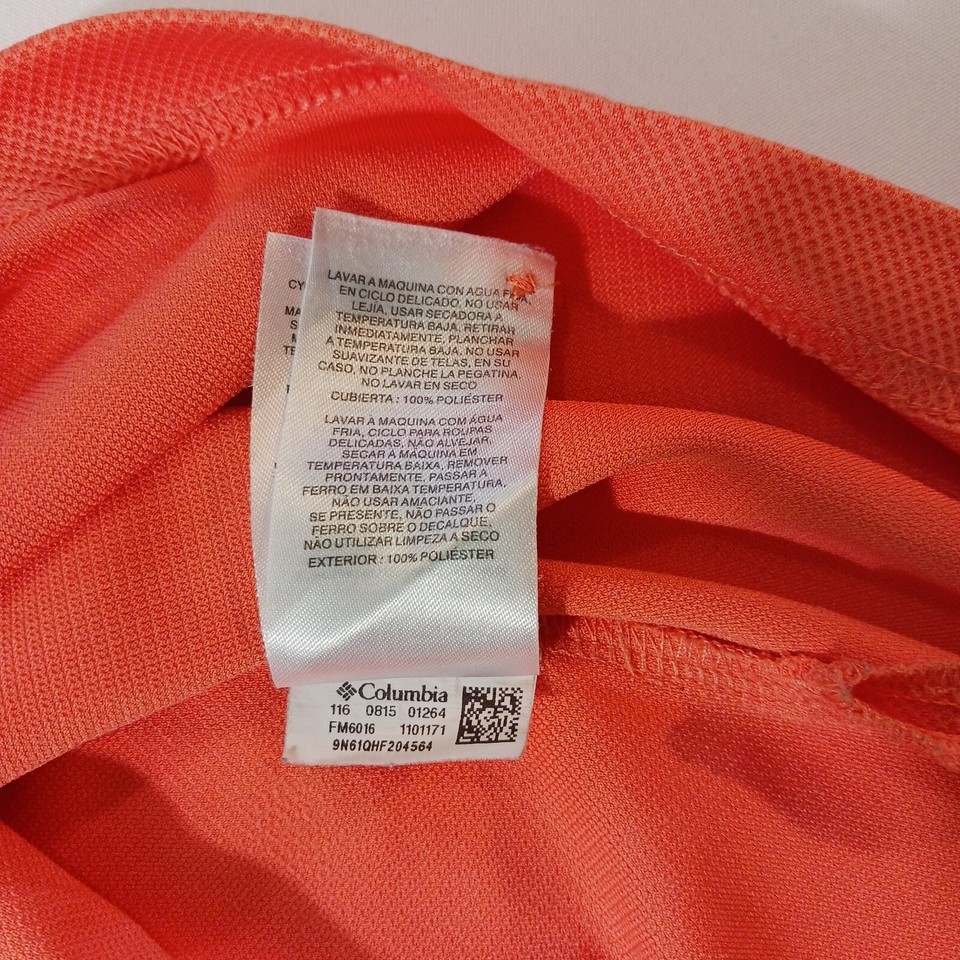 CY
MA
S
M
TE
LAVAR A MAQUINA CON AGUA FRIA,
EN CICLO DELICADO, NO USAR
LEJÍA, USAR SECADORA A
TEMPERATURA BAJA, RETIRAR
INMEDIATAMENTE, PLANCHAR
A TEMPERATURA BAJA, NO USAR
SUAVIZANTE DE TELAS, EN SU
CASO, NO PLANCHE LA PEGATINA,
NO LAVAR EN SECO
CUBIERTA : 100% POLIÉSTER
LAVAR À MAQUINA COM ÁGUA
FRIA, CICLO PARA ROUPAS
DELICADAS, NÃO ALVEJAR,
SECAR A MÁQUINA EM
TEMPERATURA BAIXA, REMOVER
PRONTAMENTE, PASSAR A
FERRO EM BAIXA TEMPERATURA,
NÃO USAR AMACIANTE,
SE PRESENTE, NÃO PASSAR O
FERRO SOBRE O DECALQUE,
NÃO UTILIZAR LIMPEZA A SECO
EXTERIOR : 100% POLIÉSTER
Columbia
116 0815 01264
FM6016 1101171
9N61QHF204564